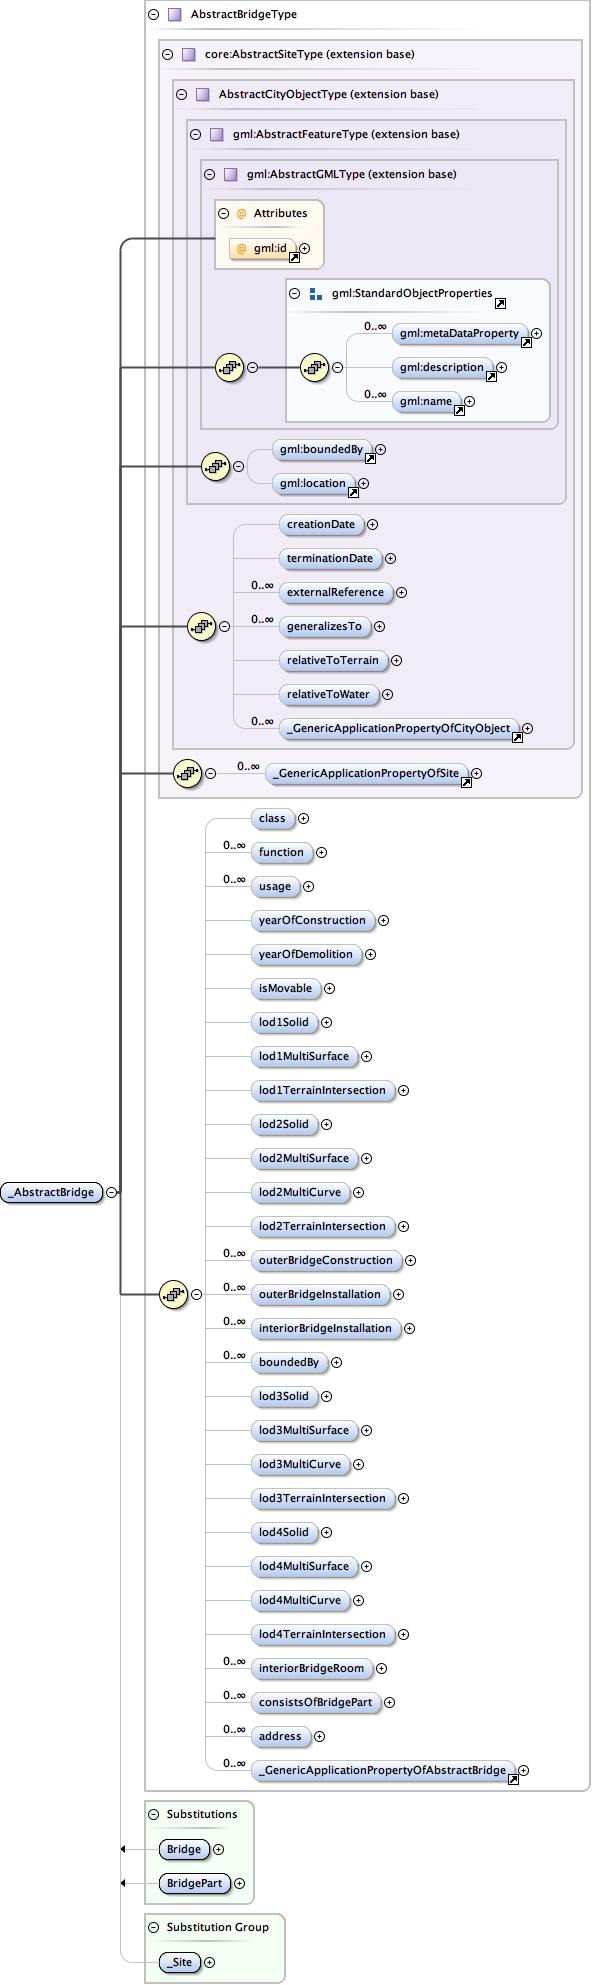 AbstractBridgeType
core:AbstractSiteType (extension base)
AbstractCityObjectType (extension base)
gml:AbstractFeatureType (extension base)
gml:AbstractGMLType (extension base)
@ Attributes
@ gml:id
gml:StandardObjectProperties
0..∞ gml:metaDataProperty
gml:description
0..∞ gml:name
gml:boundedBy
gml:location
creationDate
terminationDate
0..∞ externalReference
0..∞ generalizesTo
relativeToTerrain
relativeToWater
0..∞ _GenericApplicationPropertyOfCityObject
0..∞ _GenericApplicationPropertyOfSite
class
0..∞ function
0..∞ usage
yearOfConstruction
yearOfDemolition
isMovable
lod1Solid
lod1MultiSurface
lod1TerrainIntersection
lod2Solid
lod2MultiSurface
_AbstractBridge
lod2MultiCurve
lod2TerrainIntersection
0..∞ outerBridgeConstruction
0..∞ outerBridgeInstallation
0..∞ interiorBridgeInstallation
0..∞ boundedBy
lod3Solid
lod3MultiSurface
lod3MultiCurve
lod3TerrainIntersection
lod4Solid
lod4MultiSurface
lod4MultiCurve
lod4TerrainIntersection
0..∞ interiorBridgeRoom
0..∞ consistsOfBridgePart
0..∞ address
0..∞ _GenericApplicationPropertyOfAbstractBridge
Substitutions
Bridge
BridgePart
Substitution Group
_Site